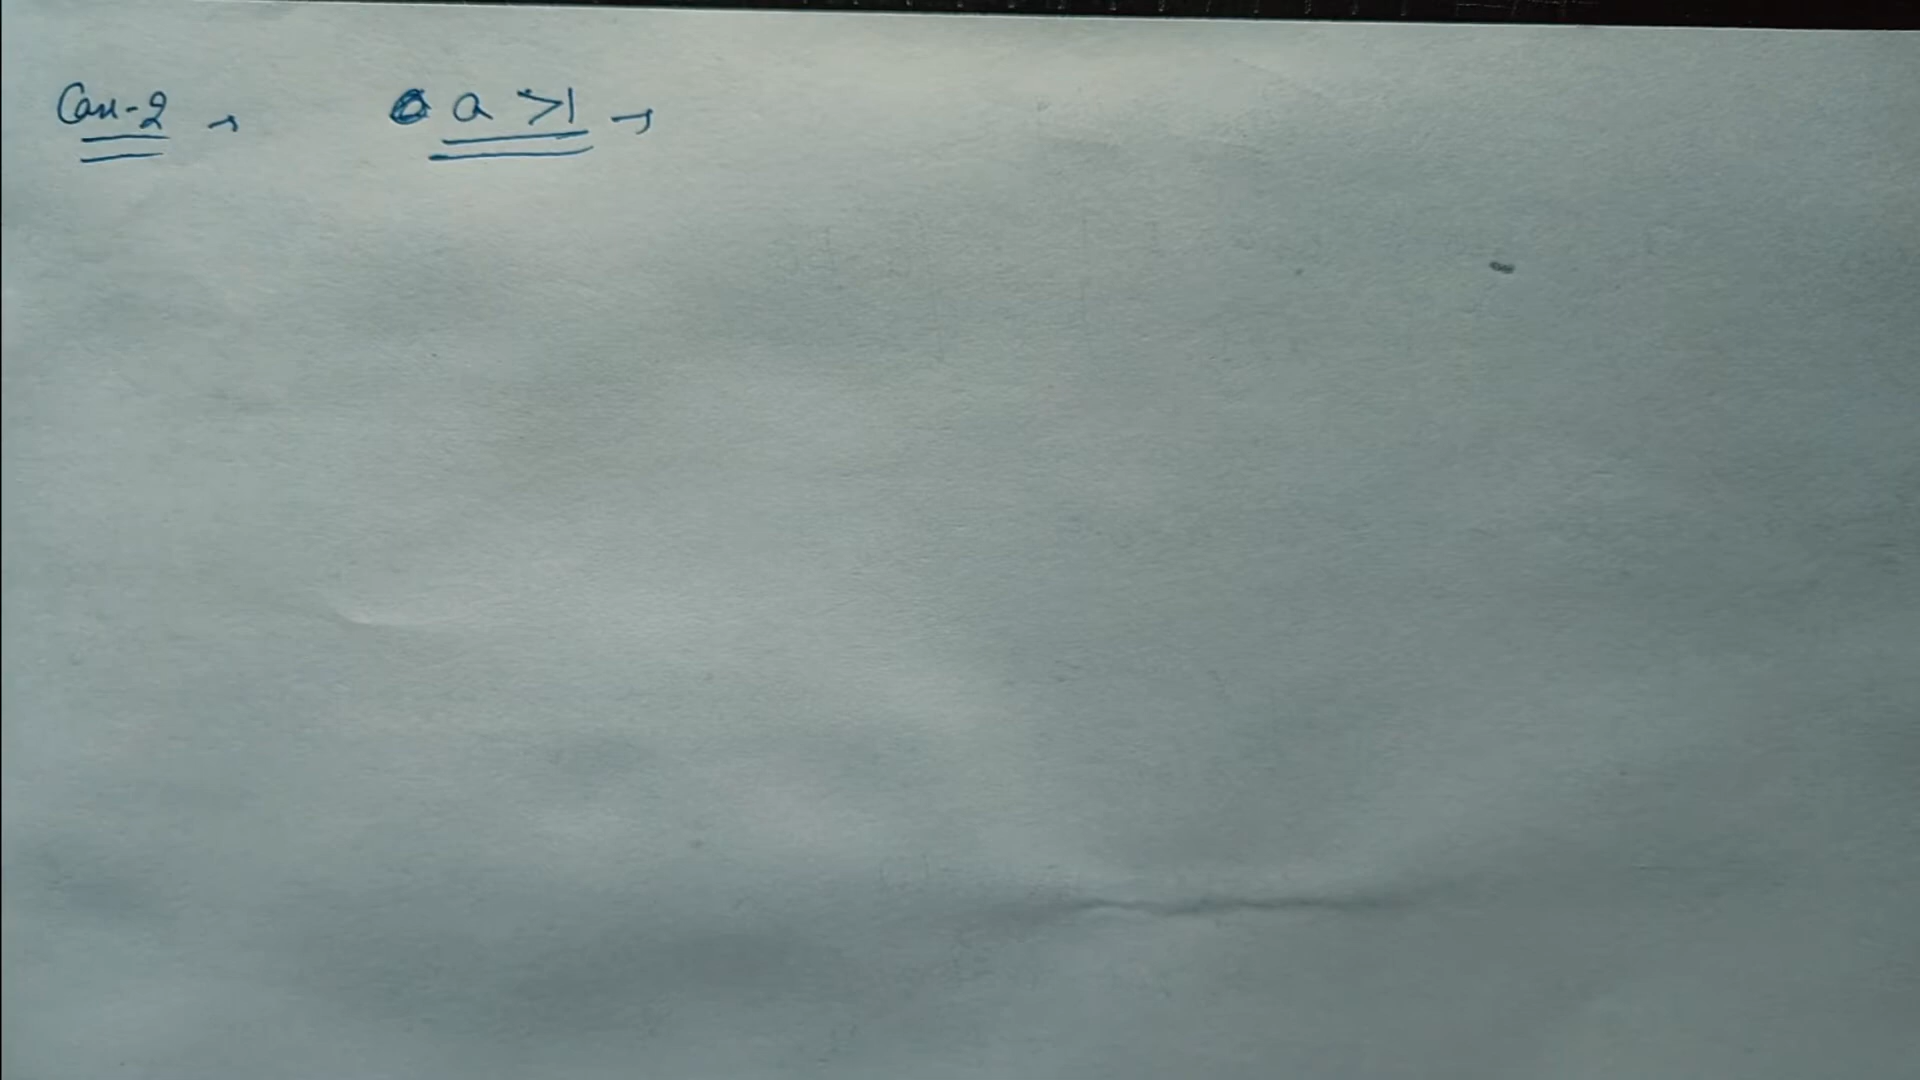 Case-2 → a >1 →